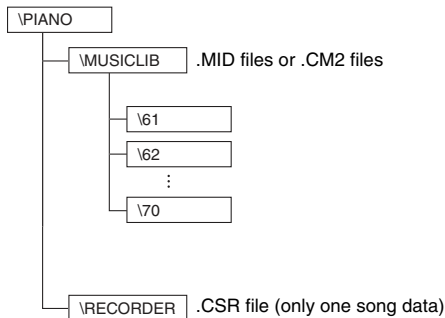 \PIANO
\MUSICLIB .MID files or .CM2 files
\61
\62
⋮
\70
\RECORDER .CSR file (only one song data)